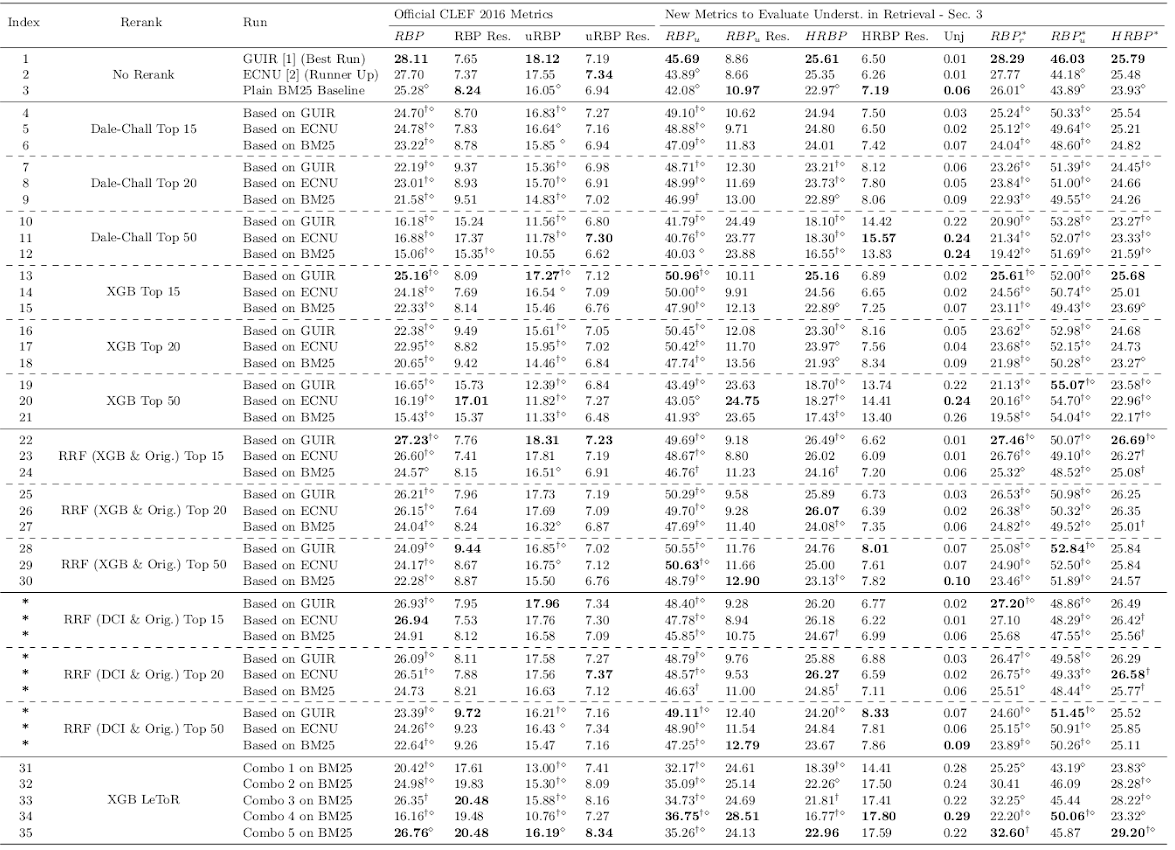 Official CLEF 2016 Metrics New Metrics to Evaluate Underst. in Retrieval - Sec. 3
Index Rerank Run RBP RBP Res. uRBP uRBP Res. RBP_u RBP_u Res. HRBP HRBP Res. Unj RBP*_r RBP*_u HRBP*
1 GUIR [1] (Best Run) 28.11 7.65 18.12 7.19 45.69 8.86 25.61 6.50 0.01 28.29 46.03 25.79
2 No Rerank ECNU [2] (Runner Up) 27.70 7.37 17.55 7.34 43.89◇ 8.66 25.35 6.26 0.01 27.77 44.18◇ 25.48
3 Plain BM25 Baseline 25.28◇ 8.24 16.05◇ 6.94 42.08◇ 10.97 22.97◇ 7.19 0.06 26.01◇ 43.89◇ 23.93◇
4 Based on GUIR 24.70†◇ 8.70 16.83†◇ 7.27 49.10†◇ 10.62 24.94 7.50 0.03 25.24†◇ 50.33†◇ 25.54
5 Dale-Chall Top 15 Based on ECNU 24.78†◇ 7.83 16.64◇ 7.16 48.88†◇ 9.71 24.80 6.50 0.02 25.12†◇ 49.64†◇ 25.21
6 Based on BM25 23.22†◇ 8.78 15.85 ◇ 6.94 47.09†◇ 11.83 24.01 7.42 0.07 24.04†◇ 48.60†◇ 24.82
7 Based on GUIR 22.19†◇ 9.37 15.36†◇ 6.98 48.71†◇ 12.30 23.21†◇ 8.12 0.06 23.26†◇ 51.39†◇ 24.45†◇
8 Dale-Chall Top 20 Based on ECNU 23.01†◇ 8.93 15.70†◇ 6.91 48.99†◇ 11.69 23.73†◇ 7.80 0.05 23.84†◇ 51.00†◇ 24.66
9 Based on BM25 21.58†◇ 9.51 14.83†◇ 7.02 46.99† 13.00 22.89◇ 8.06 0.09 22.93†◇ 49.55†◇ 24.26
10 Based on GUIR 16.18†◇ 15.24 11.56†◇ 6.80 41.79†◇ 24.49 18.10†◇ 14.42 0.22 20.90†◇ 53.28†◇ 23.27†◇
11 Dale-Chall Top 50 Based on ECNU 16.88†◇ 17.37 11.78†◇ 7.30 40.76†◇ 23.77 18.30†◇ 15.57 0.24 21.34†◇ 52.07†◇ 23.33†◇
12 Based on BM25 15.06†◇ 15.35†◇ 10.55 6.62 40.03 ◇ 23.88 16.55†◇ 13.83 0.24 19.42†◇ 51.69†◇ 21.59†◇
13 Based on GUIR 25.16†◇ 8.09 17.27†◇ 7.12 50.96†◇ 10.11 25.16 6.89 0.02 25.61†◇ 52.00†◇ 25.68
14 XGB Top 15 Based on ECNU 24.18†◇ 7.69 16.54 ◇ 7.09 50.00†◇ 9.91 24.56 6.65 0.02 24.56†◇ 50.74†◇ 25.01
15 Based on BM25 22.33†◇ 8.14 15.46 6.76 47.90†◇ 12.13 22.89◇ 7.25 0.07 23.11†◇ 49.43†◇ 23.69◇
16 Based on GUIR 22.38†◇ 9.49 15.61†◇ 7.05 50.45†◇ 12.08 23.30†◇ 8.16 0.05 23.62†◇ 52.98†◇ 24.68
17 XGB Top 20 Based on ECNU 22.95†◇ 8.82 15.95†◇ 7.02 50.42†◇ 11.70 23.97◇ 7.56 0.04 23.68†◇ 52.15†◇ 24.73
18 Based on BM25 20.65†◇ 9.42 14.46†◇ 6.84 47.74†◇ 13.56 21.93◇ 8.34 0.09 21.98†◇ 50.28†◇ 23.27◇
19 Based on GUIR 16.65†◇ 15.73 12.39†◇ 6.84 43.49†◇ 23.63 18.70†◇ 13.74 0.22 21.13†◇ 55.07†◇ 23.58†◇
20 XGB Top 50 Based on ECNU 16.19†◇ 17.01 11.82†◇ 7.27 43.05◇ 24.75 18.27†◇ 14.41 0.24 20.16†◇ 54.70†◇ 22.96†◇
21 Based on BM25 15.43†◇ 15.37 11.33†◇ 6.48 41.93◇ 23.65 17.43†◇ 13.40 0.26 19.58†◇ 54.04†◇ 22.17†◇
22 Based on GUIR 27.23†◇ 7.76 18.31 7.23 49.69†◇ 9.18 26.49†◇ 6.62 0.01 27.46†◇ 50.07†◇ 26.69†◇
23 RRF (XGB & Orig.) Top 15 Based on ECNU 26.60†◇ 7.41 17.81 7.19 48.67†◇ 8.80 26.02 6.09 0.01 26.76†◇ 49.10†◇ 26.27†
24 Based on BM25 24.57◇ 8.15 16.51◇ 6.91 46.76† 11.23 24.16† 7.20 0.06 25.32◇ 48.52†◇ 25.08†
25 Based on GUIR 26.21†◇ 7.96 17.73 7.19 50.29†◇ 9.58 25.89 6.73 0.03 26.53†◇ 50.98†◇ 26.25
26 RRF (XGB & Orig.) Top 20 Based on ECNU 26.15†◇ 7.64 17.69 7.09 49.70†◇ 9.28 26.07 6.39 0.02 26.38†◇ 50.32†◇ 26.35
27 Based on BM25 24.04†◇ 8.24 16.32◇ 6.87 47.69†◇ 11.40 24.08†◇ 7.35 0.06 24.82†◇ 49.52†◇ 25.01†
28 Based on GUIR 24.09†◇ 9.44 16.85†◇ 7.02 50.55†◇ 11.76 24.76 8.01 0.07 25.08†◇ 52.84†◇ 25.84
29 RRF (XGB & Orig.) Top 50 Based on ECNU 24.17†◇ 8.67 16.75◇ 7.12 50.63†◇ 11.66 25.00 7.61 0.07 24.90†◇ 52.50†◇ 25.84
30 Based on BM25 22.28†◇ 8.87 15.50 6.76 48.79†◇ 12.90 23.13†◇ 7.82 0.10 23.46†◇ 51.89†◇ 24.57
* Based on GUIR 26.93†◇ 7.95 17.96 7.34 48.40†◇ 9.28 26.20 6.77 0.02 27.20†◇ 48.86†◇ 26.49
* RRF (DCI & Orig.) Top 15 Based on ECNU 26.94 7.53 17.76 7.30 47.78†◇ 8.94 26.18 6.22 0.01 27.10 48.29†◇ 26.42†
* Based on BM25 24.91 8.12 16.58 7.09 45.85†◇ 10.75 24.67† 6.99 0.06 25.68 47.55†◇ 25.56†
* Based on GUIR 26.09†◇ 8.11 17.58 7.27 48.79†◇ 9.76 25.88 6.88 0.03 26.47†◇ 49.58†◇ 26.29
* RRF (DCI & Orig.) Top 20 Based on ECNU 26.51†◇ 7.88 17.56 7.37 48.57†◇ 9.53 26.27 6.59 0.02 26.75†◇ 49.33†◇ 26.58†
* Based on BM25 24.73 8.21 16.63 7.12 46.63† 11.00 24.85† 7.11 0.06 25.51◇ 48.44†◇ 25.77†
* Based on GUIR 23.39†◇ 9.72 16.21†◇ 7.16 49.11†◇ 12.40 24.20†◇ 8.33 0.07 24.60†◇ 51.45†◇ 25.52
* RRF (DCI & Orig.) Top 50 Based on ECNU 24.26†◇ 9.23 16.43 ◇ 7.34 48.90†◇ 11.54 24.84 7.81 0.06 25.15†◇ 50.91†◇ 25.85
* Based on BM25 22.64†◇ 9.26 15.47 7.16 47.25†◇ 12.79 23.67 7.86 0.09 23.89†◇ 50.26†◇ 25.11
31 Combo 1 on BM25 20.42†◇ 17.61 13.00†◇ 7.41 32.17†◇ 24.61 18.39†◇ 14.41 0.28 25.25◇ 43.19◇ 23.83◇
32 Combo 2 on BM25 24.98†◇ 19.83 15.30†◇ 8.09 35.09†◇ 25.14 22.26◇ 17.50 0.24 30.41 46.09 28.28†◇
33 XGB LeToR Combo 3 on BM25 26.35† 20.48 15.88†◇ 8.16 34.73†◇ 24.69 21.81† 17.41 0.22 32.25◇ 45.44 28.22†◇
34 Combo 4 on BM25 16.16†◇ 19.48 10.76†◇ 7.27 36.75†◇ 28.51 16.77†◇ 17.80 0.29 22.20†◇ 50.06†◇ 23.32◇
35 Combo 5 on BM25 26.76◇ 20.48 16.19◇ 8.34 35.26†◇ 24.13 22.96 17.59 0.22 32.60† 45.87 29.20†◇